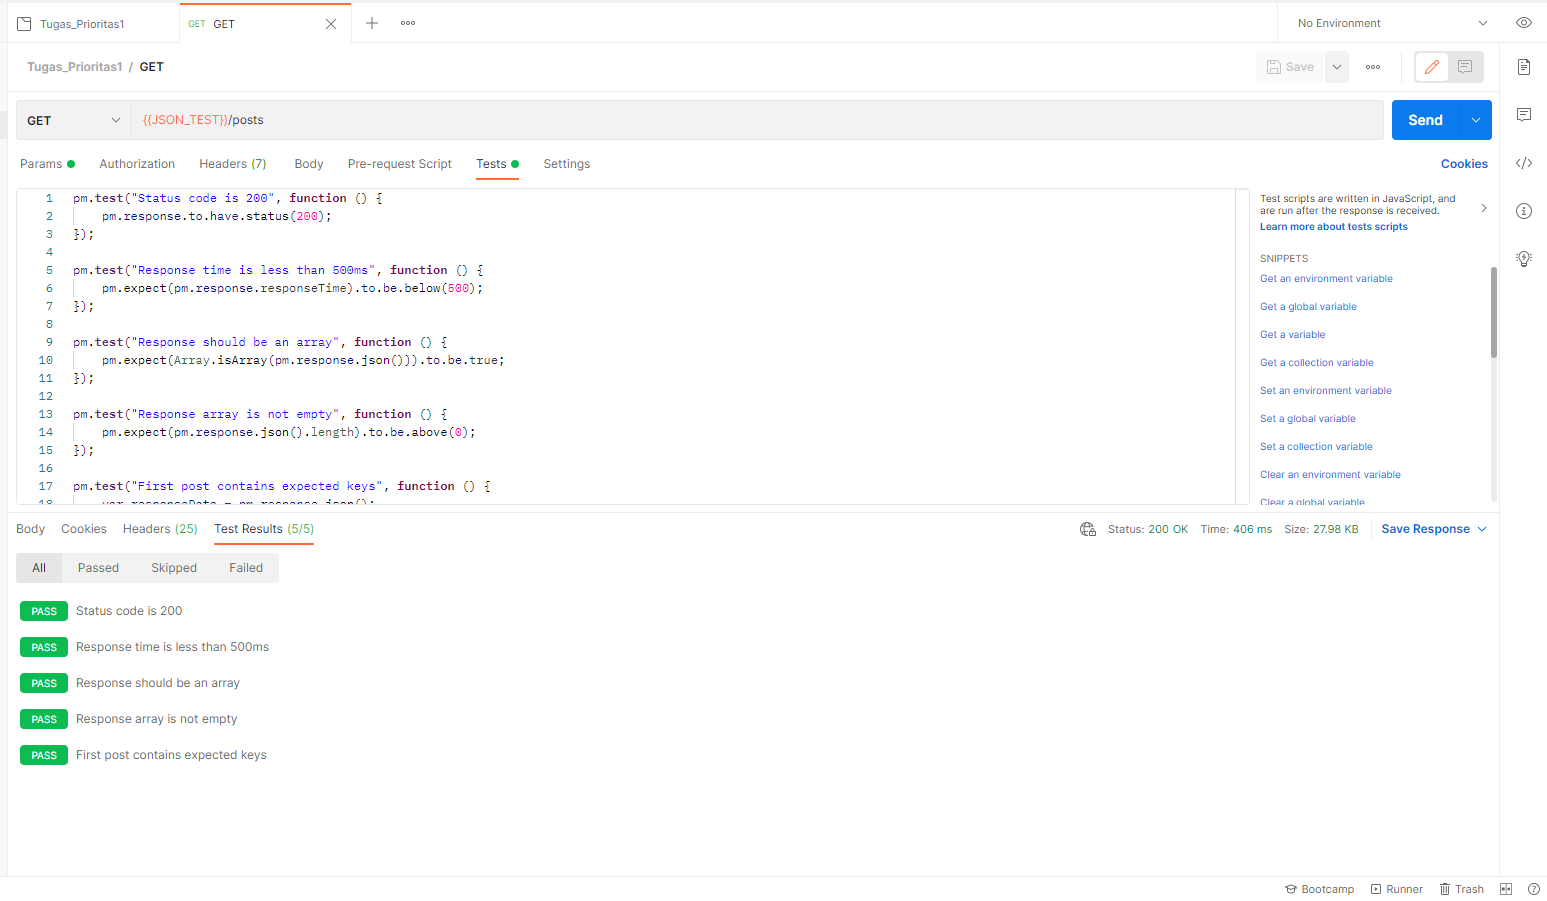 Tugas_Prioritas1
GET GET
No Environment
Tugas_Prioritas1 / GET
Save
GET
{{JSON_TEST}}/posts
Send
Params
Authorization
Headers (7)
Body
Pre-request Script
Tests
Settings
Cookies
1 pm.test("Status code is 200", function () {
2 pm.response.to.have.status(200);
3 });
4
5 pm.test("Response time is less than 500ms", function () {
6 pm.expect(pm.response.responseTime).to.be.below(500);
7 });
8
9 pm.test("Response should be an array", function () {
10 pm.expect(Array.isArray(pm.response.json())).to.be.true;
11 });
12
13 pm.test("Response array is not empty", function () {
14 pm.expect(pm.response.json().length).to.be.above(0);
15 });
16
17 pm.test("First post contains expected keys", function () {
18 var responseData = pm.response.json();
Test scripts are written in JavaScript, and
are run after the response is received.
Learn more about tests scripts
SNIPPETS
Get an environment variable
Get a global variable
Get a variable
Get a collection variable
Set an environment variable
Set a global variable
Set a collection variable
Clear an environment variable
Clear a global variable
Body
Cookies
Headers (25)
Test Results (5/5)
Status: 200 OK
Time: 406 ms
Size: 27.98 KB
Save Response
All
Passed
Skipped
Failed
PASS Status code is 200
PASS Response time is less than 500ms
PASS Response should be an array
PASS Response array is not empty
PASS First post contains expected keys
Bootcamp
Runner
Trash